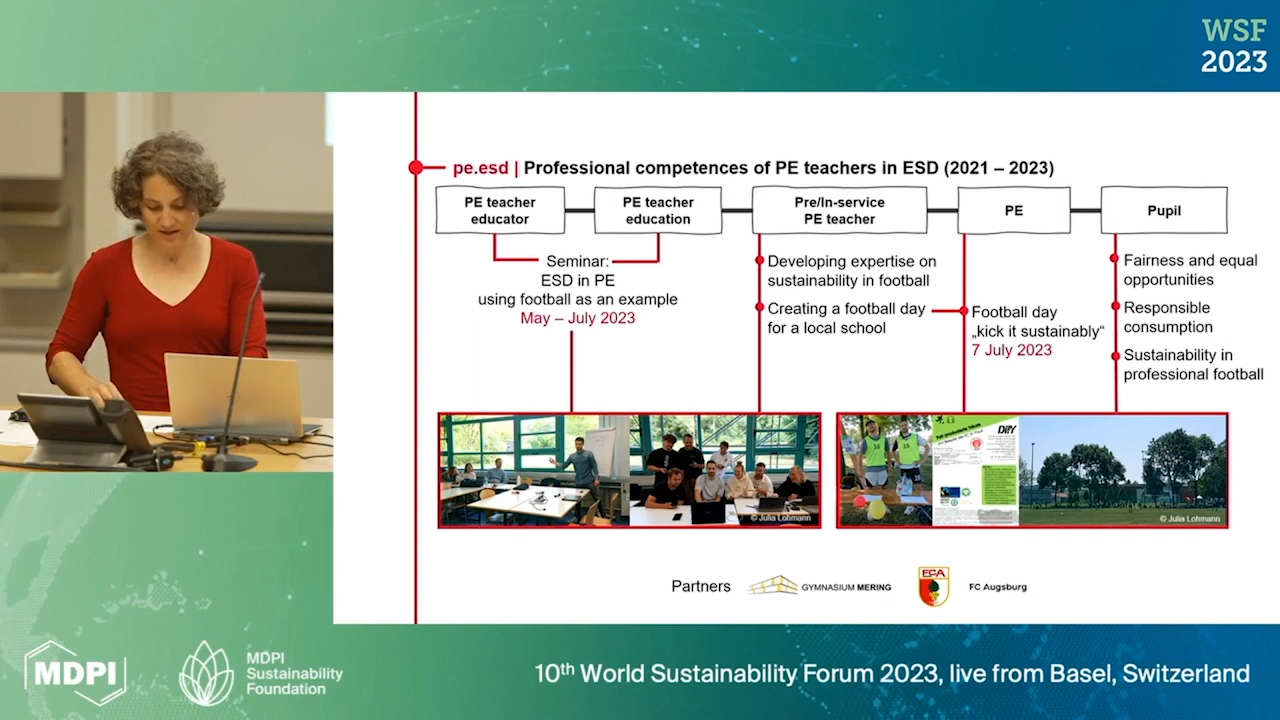 WSF
2023
pe.esd | Professional competences of PE teachers in ESD (2021 – 2023)
PE teacher
educator
PE teacher
education
Pre/In-service
PE teacher
PE
Pupil
Seminar:
ESD in PE
using football as an example
May – July 2023
Developing expertise on
sustainability in football
Creating a football day
for a local school
Football day
„kick it sustainably“
7 July 2023
Fairness and equal
opportunities
Responsible
consumption
Sustainability in
professional football
© Julia Lohmann
© Julia Lohmann
Partners
GYMNASIUM MERING
FCA
FC Augsburg
MDPI
MDPI
Sustainability
Foundation
10th World Sustainability Forum 2023, live from Basel, Switzerland